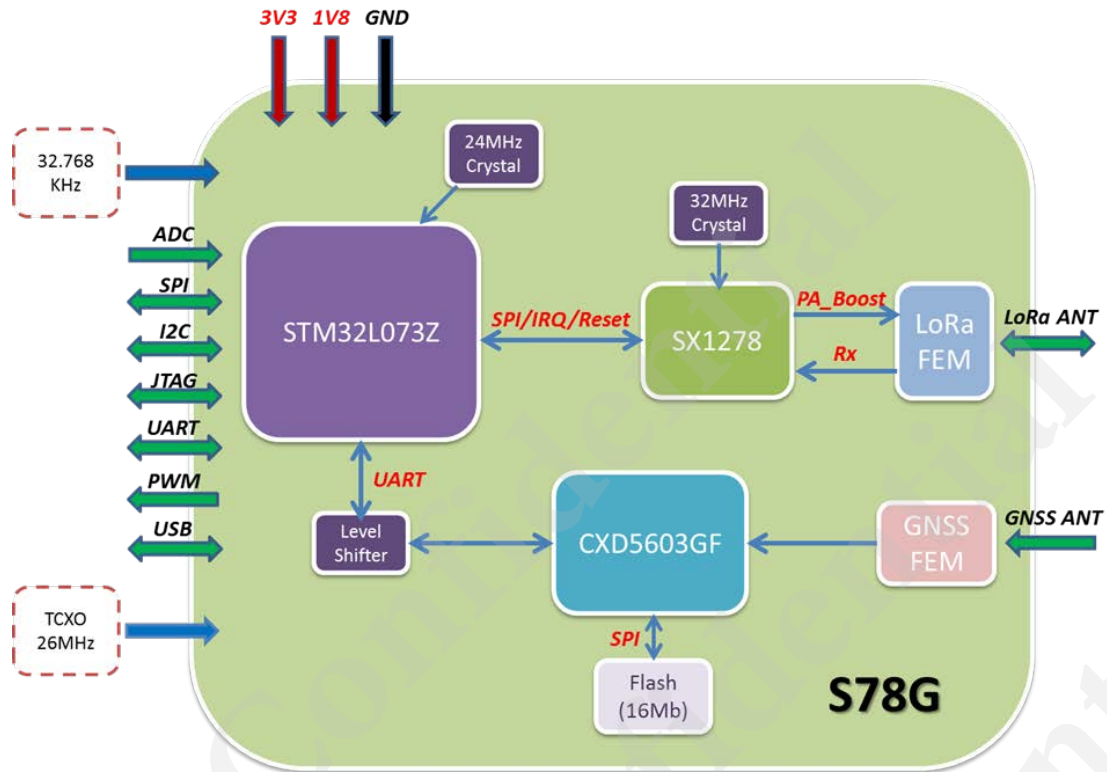 3V3 1V8 GND
32.768
KHz
24MHz
Crystal
32MHz
Crystal
ADC
SPI
I2C
JTAG
UART
PWM
USB
STM32L073Z
SPI/IRQ/Reset
SX1278
PA_Boost
Rx
LoRa
FEM
LoRa ANT
UART
Level
Shifter
CXD5603GF
GNSS
FEM
GNSS ANT
TCXO
26MHz
SPI
Flash
(16Mb)
S78G
Confidential
Confidential